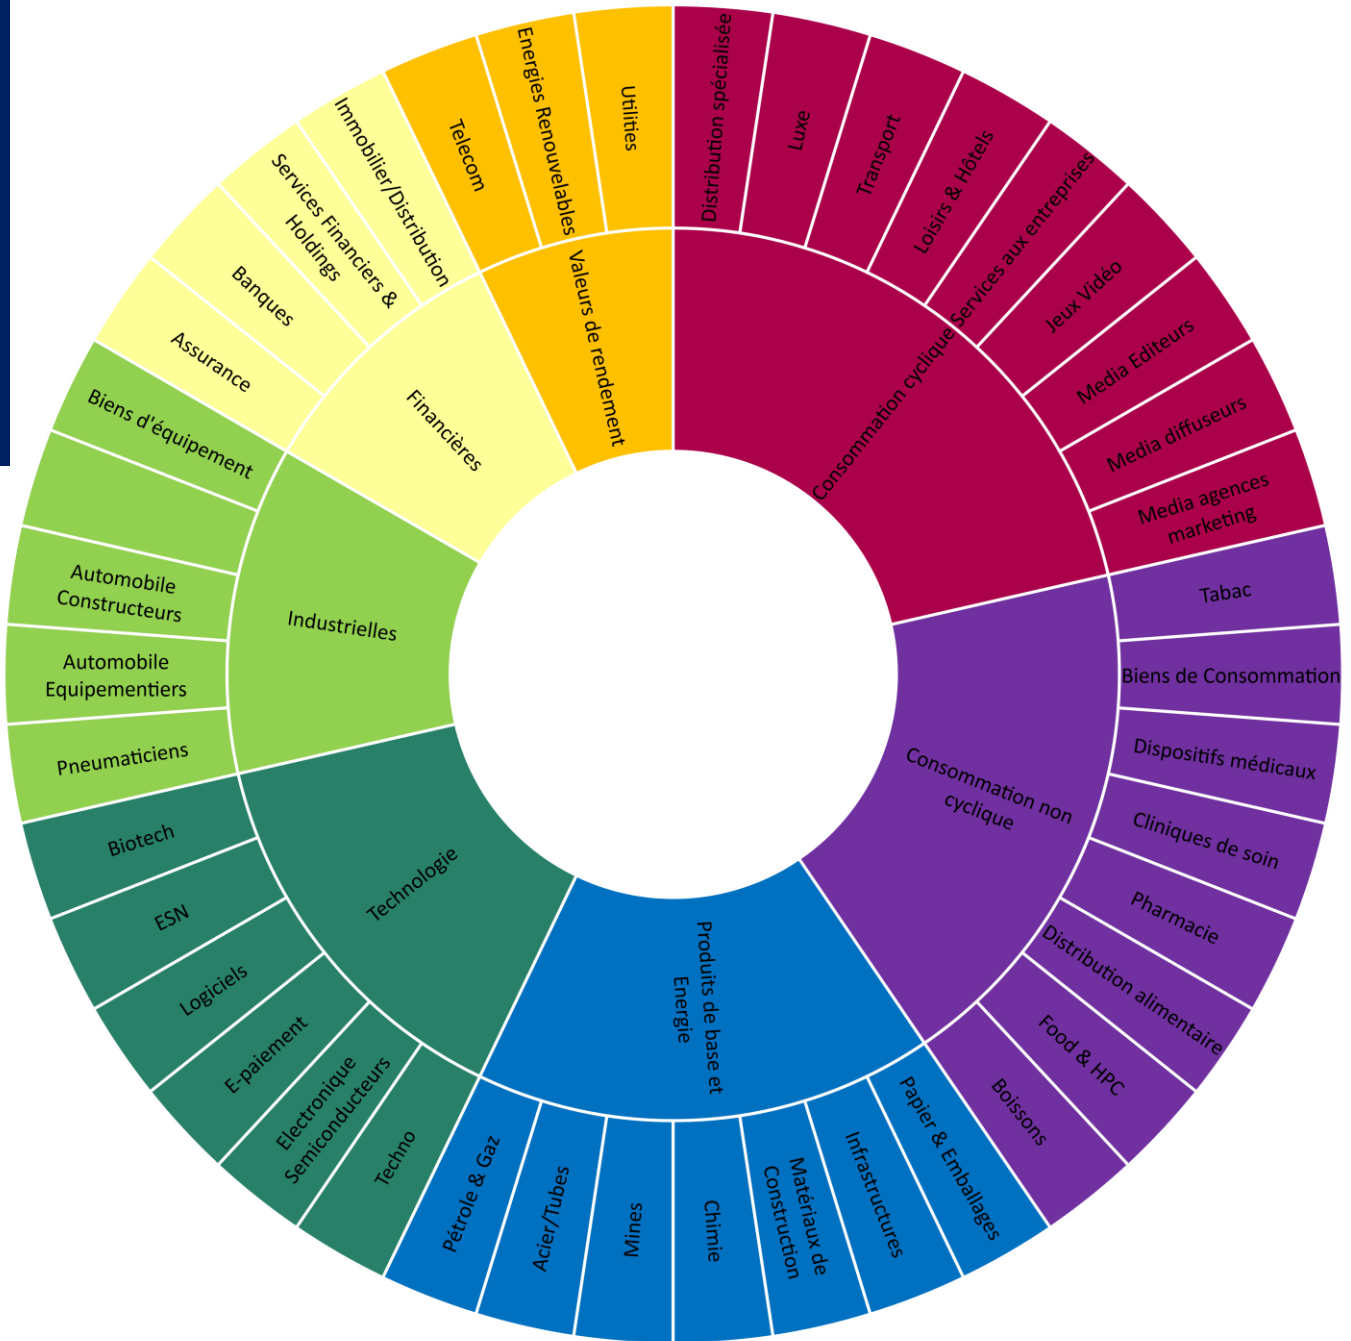 Distribution spécialisée
Luxe
Transport
Loisirs & Hôtels
Services aux entreprises
Jeux Vidéo
Media Editeurs
Media diffuseurs
Media agences
marketing
Consommation cyclique
Tabac
Biens de Consommation
Dispositifs médicaux
Cliniques de soin
Pharmacie
Distribution alimentaire
Food & HPC
Boissons
Consommation non
cyclique
Papier & Emballages
Infrastructures
Matériaux de
Construction
Chimie
Mines
Acier/Tubes
Pétrole & Gaz
Produits de base et
Energie
Techno
Electronique
Semiconducteurs
E-paiement
Logiciels
ESN
Biotech
Technologie
Pneumaticiens
Automobile
Equipementiers
Automobile
Constructeurs
Biens d'équipement
Industrielles
Assurance
Banques
Services Financiers &
Holdings
Immobilier/Distribution
Financières
Telecom
Energies Renouvelables
Utilities
Valeurs de rendement